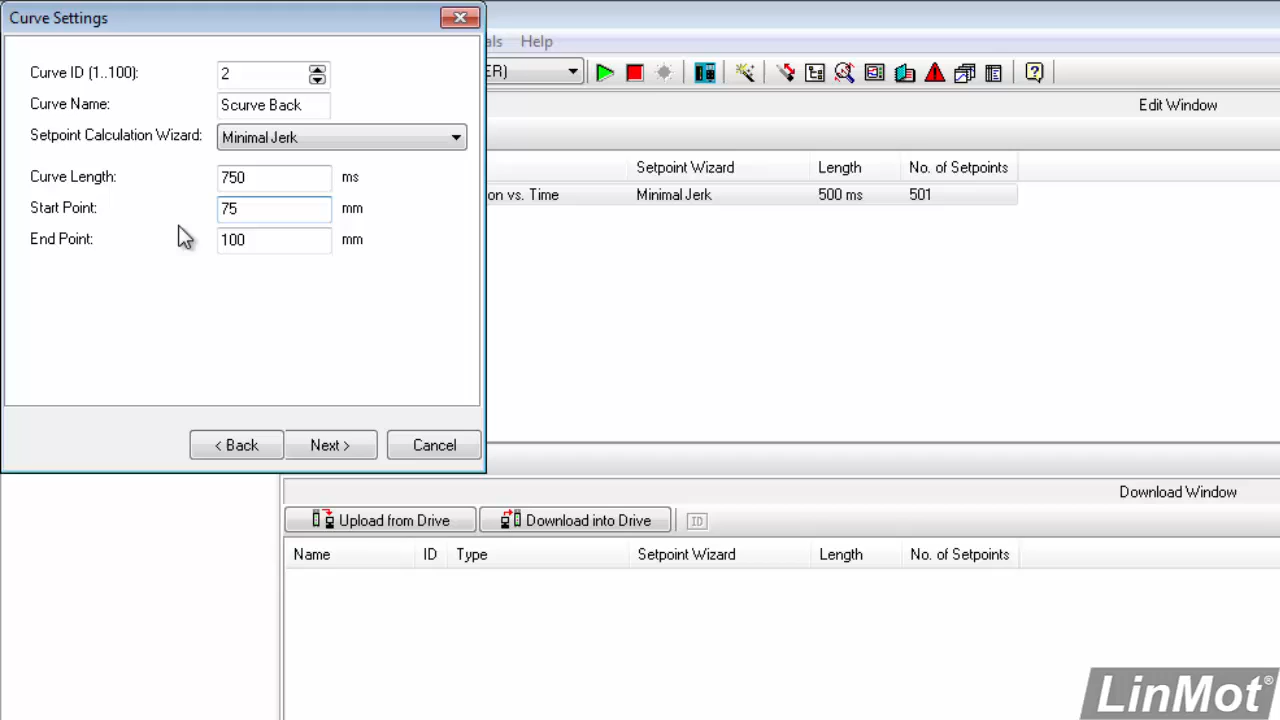 Curve Settings
Curve ID (1..100): 2
Curve Name: Scurve Back
Setpoint Calculation Wizard: Minimal Jerk
Curve Length: 750 ms
Start Point: 75 mm
End Point: 100 mm
< Back Next > Cancel
als Help
ER)
Edit Window
Setpoint Wizard Length No. of Setpoints
on vs. Time Minimal Jerk 500 ms 501
Download Window
Upload from Drive Download into Drive ID
Name ID Type Setpoint Wizard Length No. of Setpoints
LinMot®